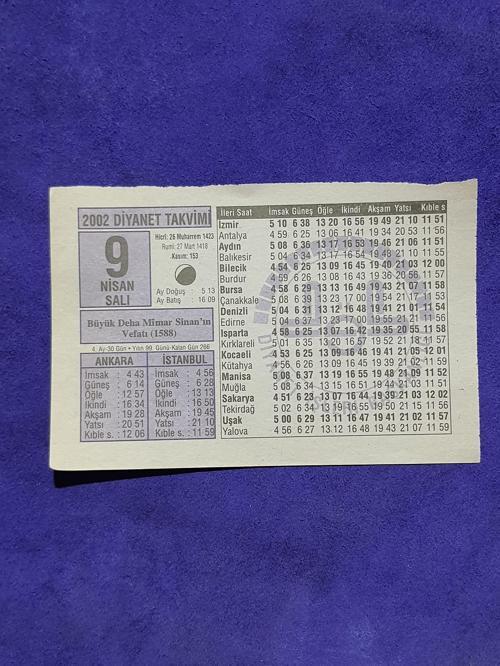 2002 DİYANET TAKVİMİ
9
NİSAN
SALI
Hicrî: 26 Muharrem 1423
Rumi: 27 Mart 1418
Kasım: 153
Ay Doğuş : 5 13
Ay Batış : 16 09
Büyük Deha Mîmar Sinan'ın
Vefatı (1588)
4. Ay-30 Gün • Yılın 99. Günü-Kalan Gün 266
ANKARA
İmsak : 4 43
Güneş : 6 14
Öğle : 12 57
İkindi : 16 34
Akşam : 19 28
Yatsı : 20 51
Kıble s. : 12 06
İSTANBUL
İmsak : 4 56
Güneş : 6 28
Öğle : 13 13
İkindi : 16 50
Akşam : 19 45
Yatsı : 21 10
Kıble s. : 11 59
İleri Saat İmsak Güneş Öğle İkindi Akşam Yatsı Kıble s
İzmir 5 10 6 38 13 20 16 56 19 49 21 10 11 51
Antalya 4 59 6 25 13 06 16 41 19 34 20 53 11 56
Aydın 5 08 6 36 13 17 16 53 19 46 21 06 11 51
Balıkesir 5 04 6 33 13 16 16 53 19 47 21 09 11 54
Bilecik 4 54 6 25 13 09 16 45 19 40 21 03 12 00
Burdur 4 56 6 23 13 07 16 43 19 36 20 56 11 57
Bursa 4 58 6 29 13 13 16 49 19 43 21 07 11 58
Çanakkale 5 08 6 39 13 23 16 59 19 54 21 17 11 53
Denizli 5 04 6 31 13 12 16 48 19 41 21 01 11 54
Edirne 5 04 6 37 13 23 17 00 19 55 21 21 11 56
Isparta 4 58 6 25 13 07 16 42 19 35 20 55 11 58
Kırklareli 5 01 6 34 13 20 16 57 19 52 21 18 11 57
Kocaeli 4 53 6 25 13 09 16 46 19 41 21 05 12 01
Kütahya 4 56 6 26 13 09 16 45 19 39 21 01 11 58
Manisa 5 08 6 37 13 19 16 55 19 48 21 09 11 52
Muğla 5 08 6 34 13 15 16 51 19 44 21 03 11 51
Sakarya 4 51 6 23 13 07 16 44 19 39 21 03 12 02
Tekirdağ 5 02 6 34 13 19 16 55 19 50 21 15 11 56
Uşak 5 00 6 29 13 11 16 47 19 41 21 02 11 57
Yalova 4 56 6 27 13 12 16 48 19 43 21 07 11 59